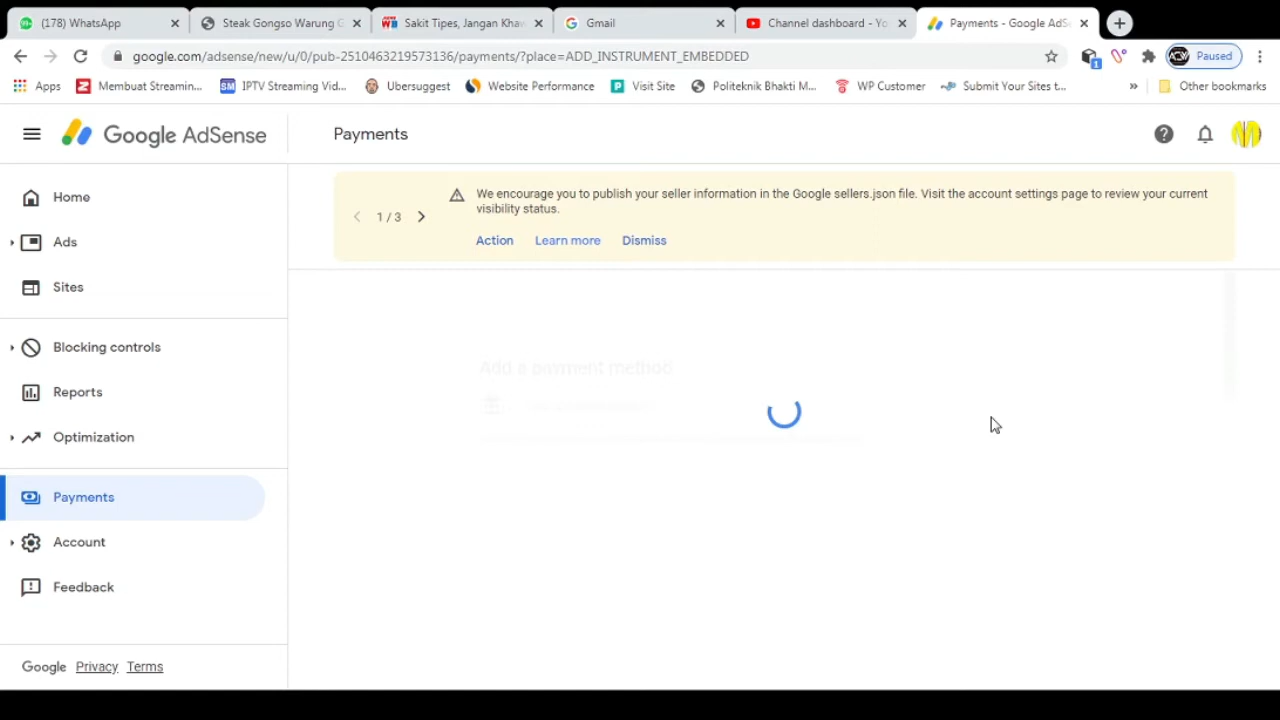 (178) WhatsApp
Steak Gongso Warung G
Sakit Tipes, Jangan Khaw
Gmail
Channel dashboard - Yo
Payments - Google AdS
google.com/adsense/new/u/0/pub-2510463219573136/payments/?place=ADD_INSTRUMENT_EMBEDDED
Paused
Apps
Membuat Streamin...
IPTV Streaming Vid...
Ubersuggest
Website Performance
Visit Site
Politeknik Bhakti M...
WP Customer
Submit Your Sites t...
»
Other bookmarks
Google AdSense
Payments
Home
Ads
Sites
Blocking controls
Reports
Optimization
Payments
Account
Feedback
Google Privacy Terms
1 / 3
We encourage you to publish your seller information in the Google sellers.json file. Visit the account settings page to review your current
visibility status.
Action Learn more Dismiss
Add a payment method